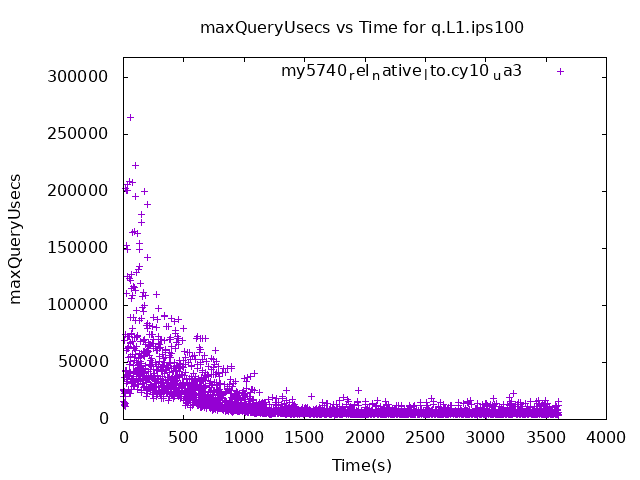 maxQueryUsecs vs Time for q.L1.ips100
my5740relnativelto.cy10ua3
300000
250000
200000
150000
100000
50000
0
maxQueryUsecs
0 500 1000 1500 2000 2500 3000 3500 4000
Time(s)